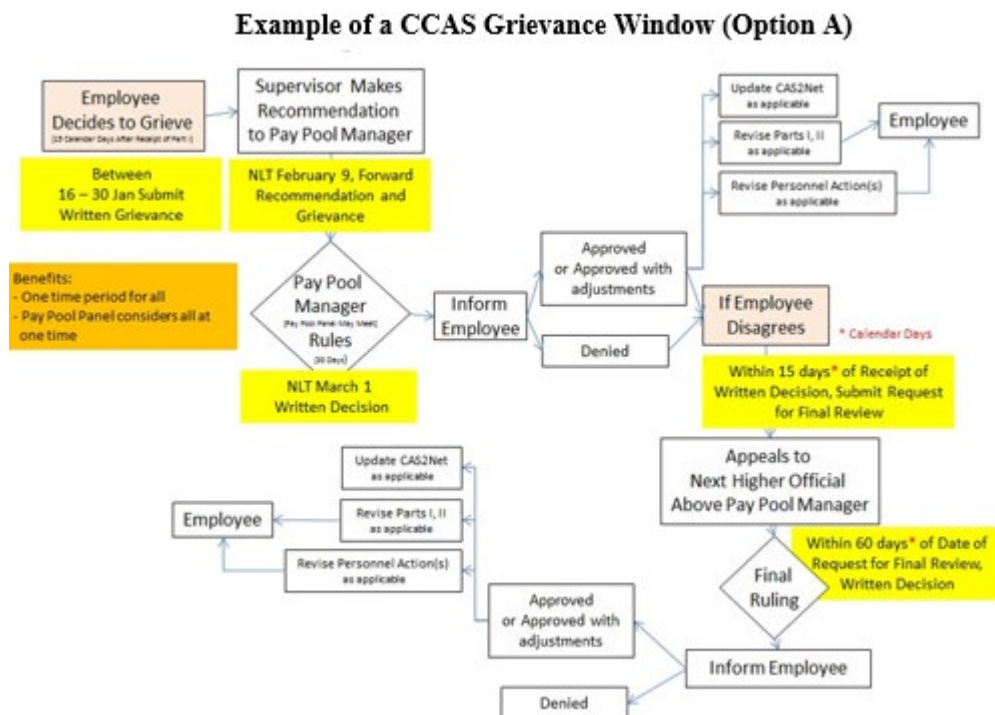 Example of a CCAS Grievance Window (Option A)
Employee
Decides to Grieve
(15 Calendar Days After Receipt of Part I)
Between
16 – 30 Jan Submit
Written Grievance
Supervisor Makes
Recommendation
to Pay Pool Manager
NLT February 9, Forward
Recommendation and
Grievance
Benefits:
- One time period for all
- Pay Pool Panel considers all at
one time
Pay Pool
Manager
(Pay Pool Panel May Meet)
Rules
(30 Days)
NLT March 1
Written Decision
Inform
Employee
Approved
or Approved with
adjustments
Denied
Update CAS2Net
as applicable
Revise Parts I, II
as applicable
Revise Personnel Action(s)
as applicable
Employee
If Employee
Disagrees
* Calendar Days
Within 15 days* of Receipt of
Written Decision, Submit Request
for Final Review
Appeals to
Next Higher Official
Above Pay Pool Manager
Within 60 days* of Date of
Request for Final Review,
Written Decision
Final
Ruling
Inform Employee
Approved
or Approved with
adjustments
Denied
Update CAS2Net
as applicable
Revise Parts I, II
as applicable
Revise Personnel Action(s)
as applicable
Employee